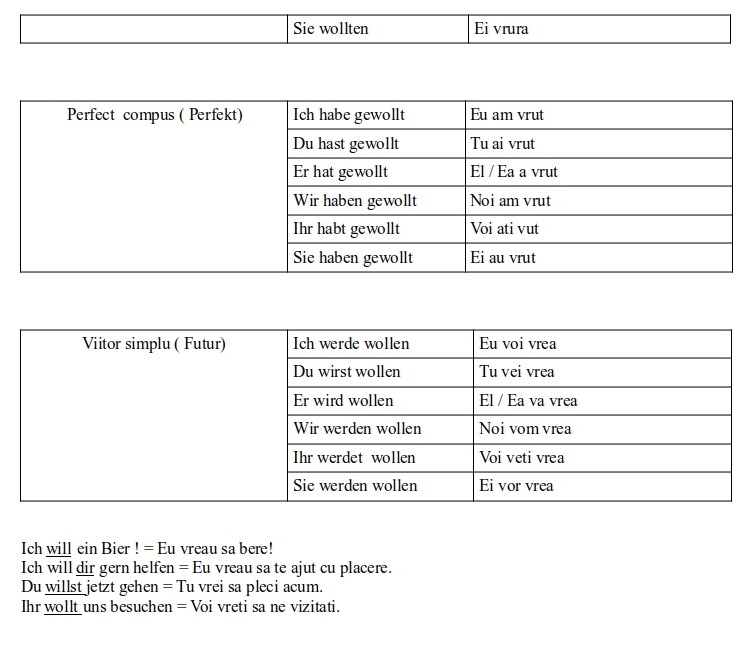 Sie wollten Ei vrura
Perfect compus ( Perfekt) Ich habe gewollt Eu am vrut
Du hast gewollt Tu ai vrut
Er hat gewollt El / Ea a vrut
Wir haben gewollt Noi am vrut
Ihr habt gewollt Voi ati vut
Sie haben gewollt Ei au vrut
Viitor simplu ( Futur) Ich werde wollen Eu voi vrea
Du wirst wollen Tu vei vrea
Er wird wollen El / Ea va vrea
Wir werden wollen Noi vom vrea
Ihr werdet wollen Voi veti vrea
Sie werden wollen Ei vor vrea
Ich will ein Bier ! = Eu vreau sa bere!
Ich will dir gern helfen = Eu vreau sa te ajut cu placere.
Du willst jetzt gehen = Tu vrei sa pleci acum.
Ihr wollt uns besuchen = Voi vreti sa ne vizitati.